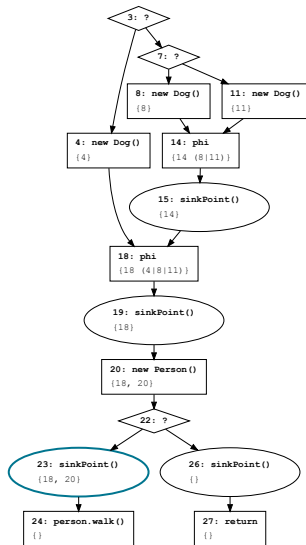 3: ?
7: ?
8: new Dog()
{8}
11: new Dog()
{11}
4: new Dog()
{4}
14: phi
{14 (8|11)}
15: sinkPoint()
{14}
18: phi
{18 (4|8|11)}
19: sinkPoint()
{18}
20: new Person()
{18, 20}
22: ?
23: sinkPoint()
{18, 20}
26: sinkPoint()
{}
24: person.walk()
{}
27: return
{}